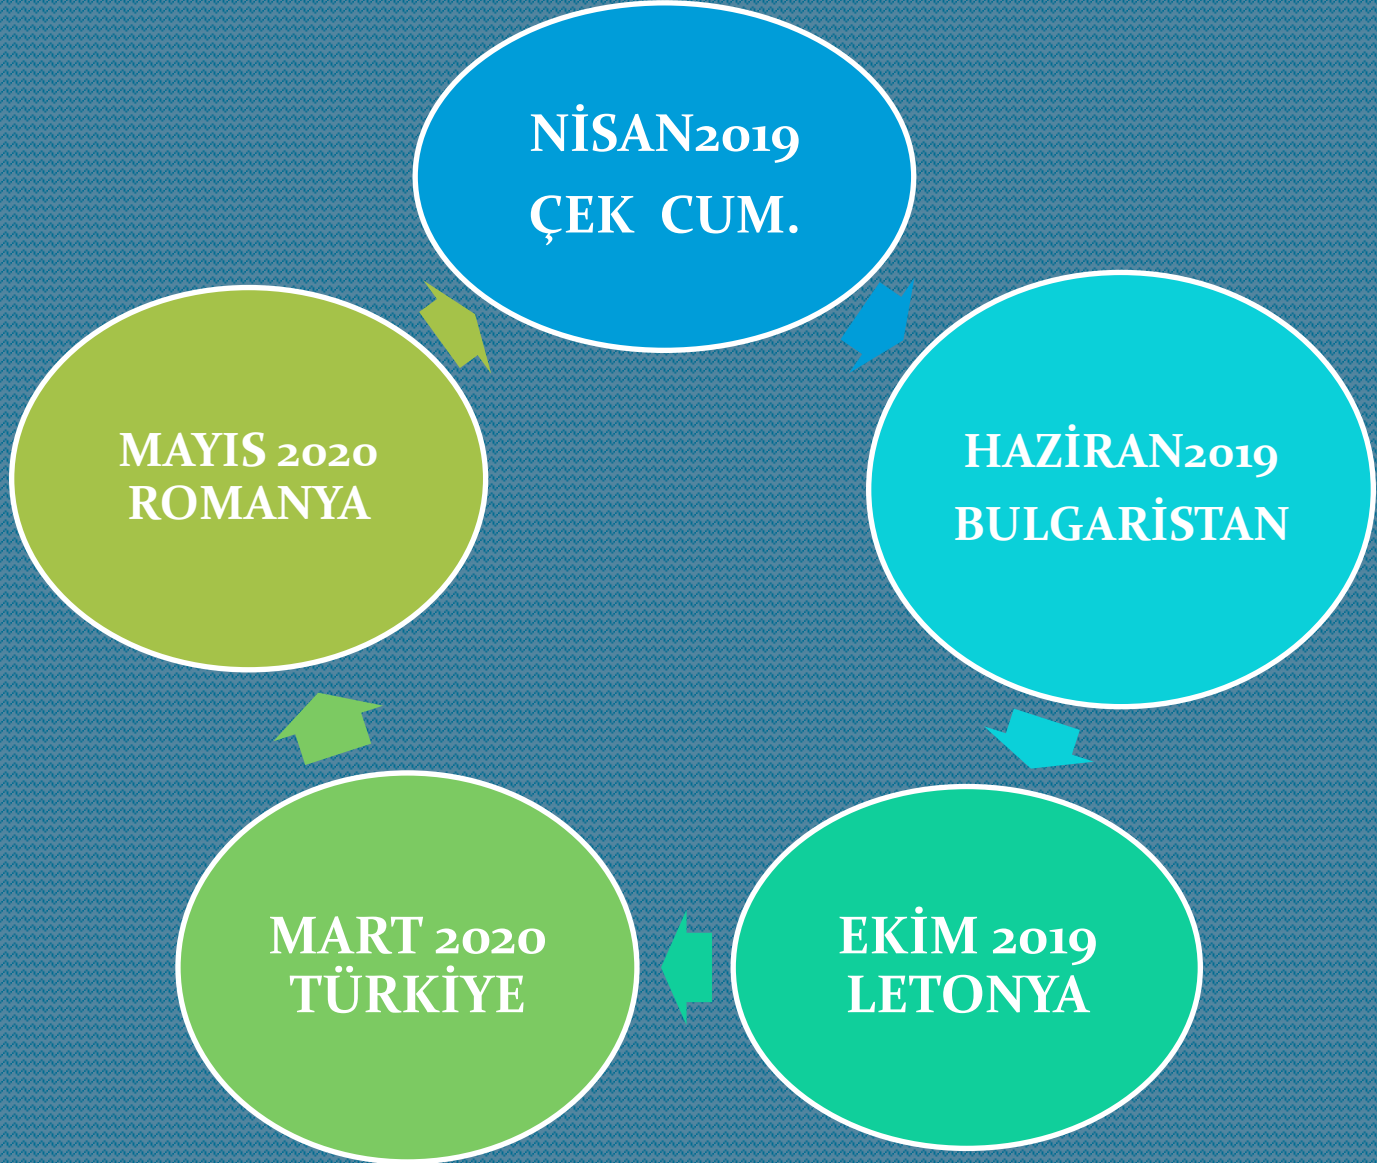 NİSAN2019
ÇEK CUM.
HAZİRAN2019
BULGARİSTAN
EKİM 2019
LETONYA
MART 2020
TÜRKİYE
MAYIS 2020
ROMANYA